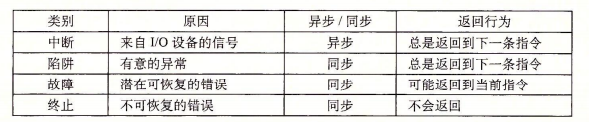 类别 原因 异步 / 同步 返回行为
中断 来自 I/O 设备的信号 异步 总是返回到下一条指令
陷阱 有意的异常 同步 总是返回到下一条指令
故障 潜在可恢复的错误 同步 可能返回到当前指令
终止 不可恢复的错误 同步 不会返回